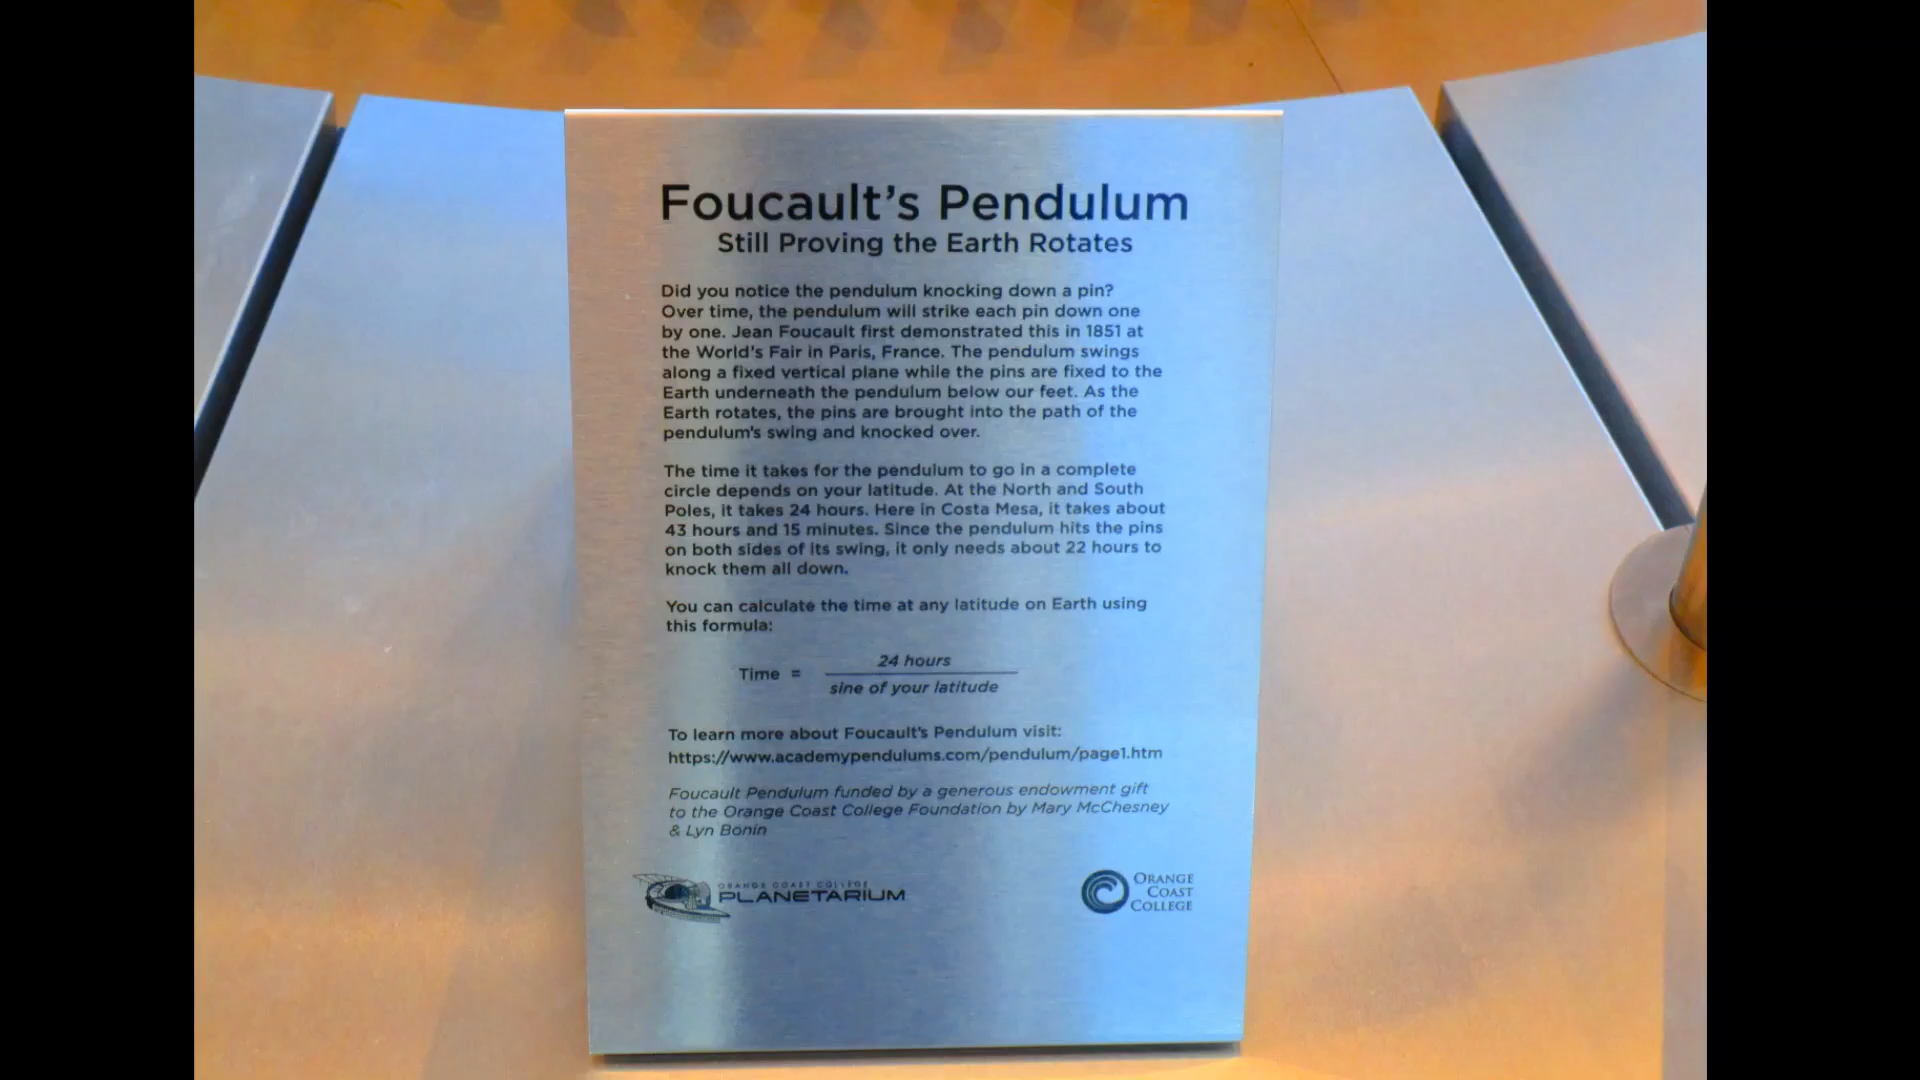 Foucault's Pendulum
Still Proving the Earth Rotates
Did you notice the pendulum knocking down a pin?
Over time, the pendulum will strike each pin down one
by one. Jean Foucault first demonstrated this in 1851 at
the World's Fair in Paris, France. The pendulum swings
along a fixed vertical plane while the pins are fixed to the
Earth underneath the pendulum below our feet. As the
Earth rotates, the pins are brought into the path of the
pendulum's swing and knocked over.
The time it takes for the pendulum to go in a complete
circle depends on your latitude. At the North and South
Poles, it takes 24 hours. Here in Costa Mesa, it takes about
43 hours and 15 minutes. Since the pendulum hits the pins
on both sides of its swing, it only needs about 22 hours to
knock them all down.
You can calculate the time at any latitude on Earth using
this formula:
24 hours
Time =
sine of your latitude
To learn more about Foucault's Pendulum visit:
https://www.academypendulums.com/pendulum/page1.htm
Foucault Pendulum funded by a generous endowment gift
to the Orange Coast College Foundation by Mary McChesney
& Lyn Bonin
ORANGE COAST COLLEGE
PLANETARIUM
ORANGE
COAST
COLLEGE